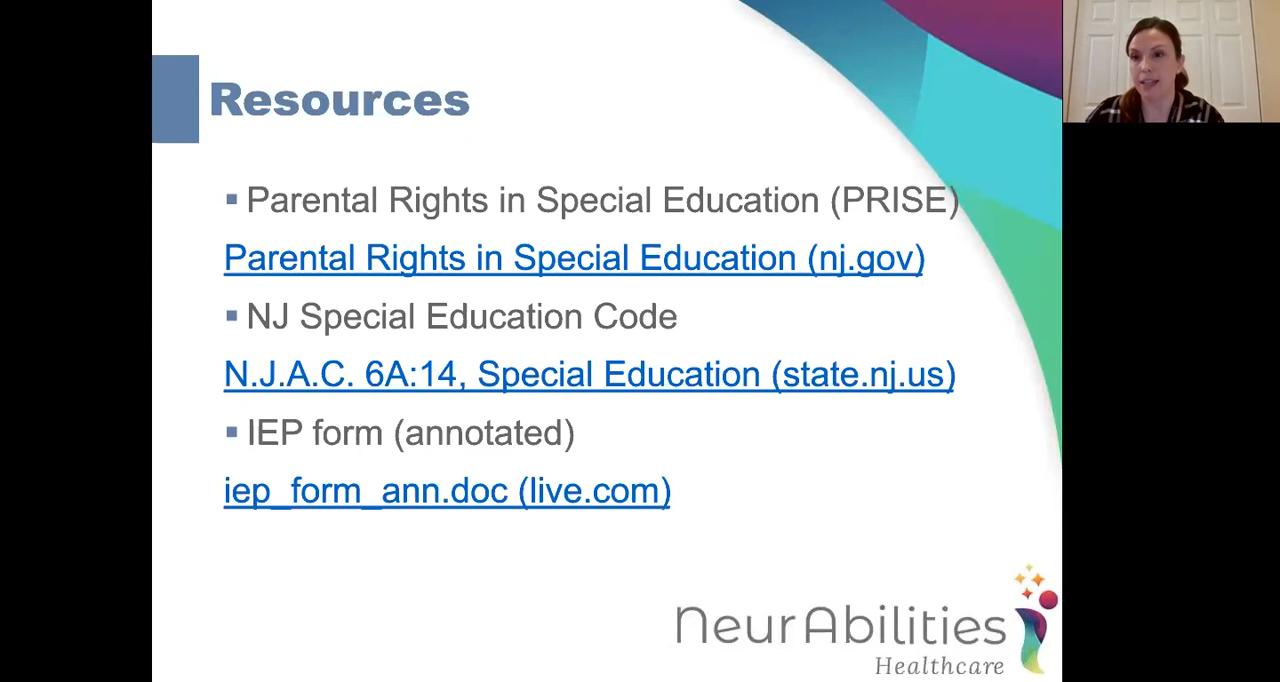 Resources
▪ Parental Rights in Special Education (PRISE)
Parental Rights in Special Education (nj.gov)
▪ NJ Special Education Code
N.J.A.C. 6A:14, Special Education (state.nj.us)
▪ IEP form (annotated)
iep_form_ann.doc (live.com)
NeurAbilities
Healthcare